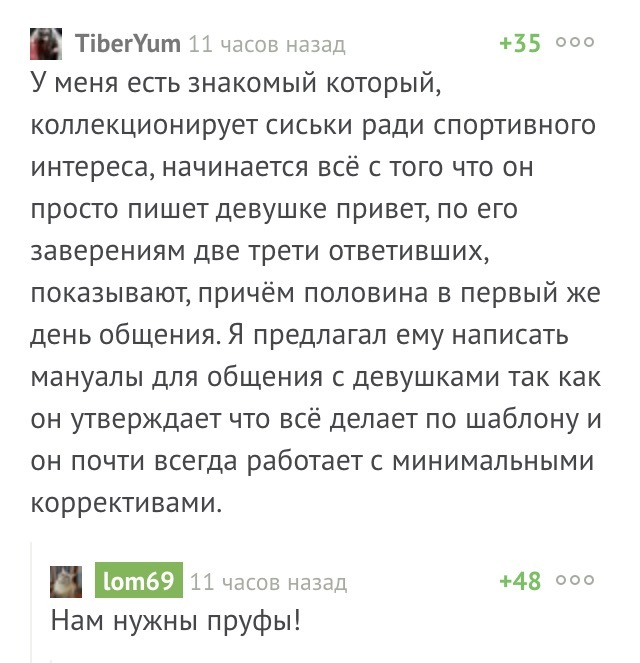 TiberYum 11 часов назад +35
У меня есть знакомый который,
коллекционирует сиськи ради спортивного
интереса, начинается всё с того что он
просто пишет девушке привет, по его
заверениям две трети ответивших,
показывают, причём половина в первый же
день общения. Я предлагал ему написать
мануалы для общения с девушками так как
он утверждает что всё делает по шаблону и
он почти всегда работает с минимальными
коррективами.
lom69 11 часов назад +48
Нам нужны пруфы!